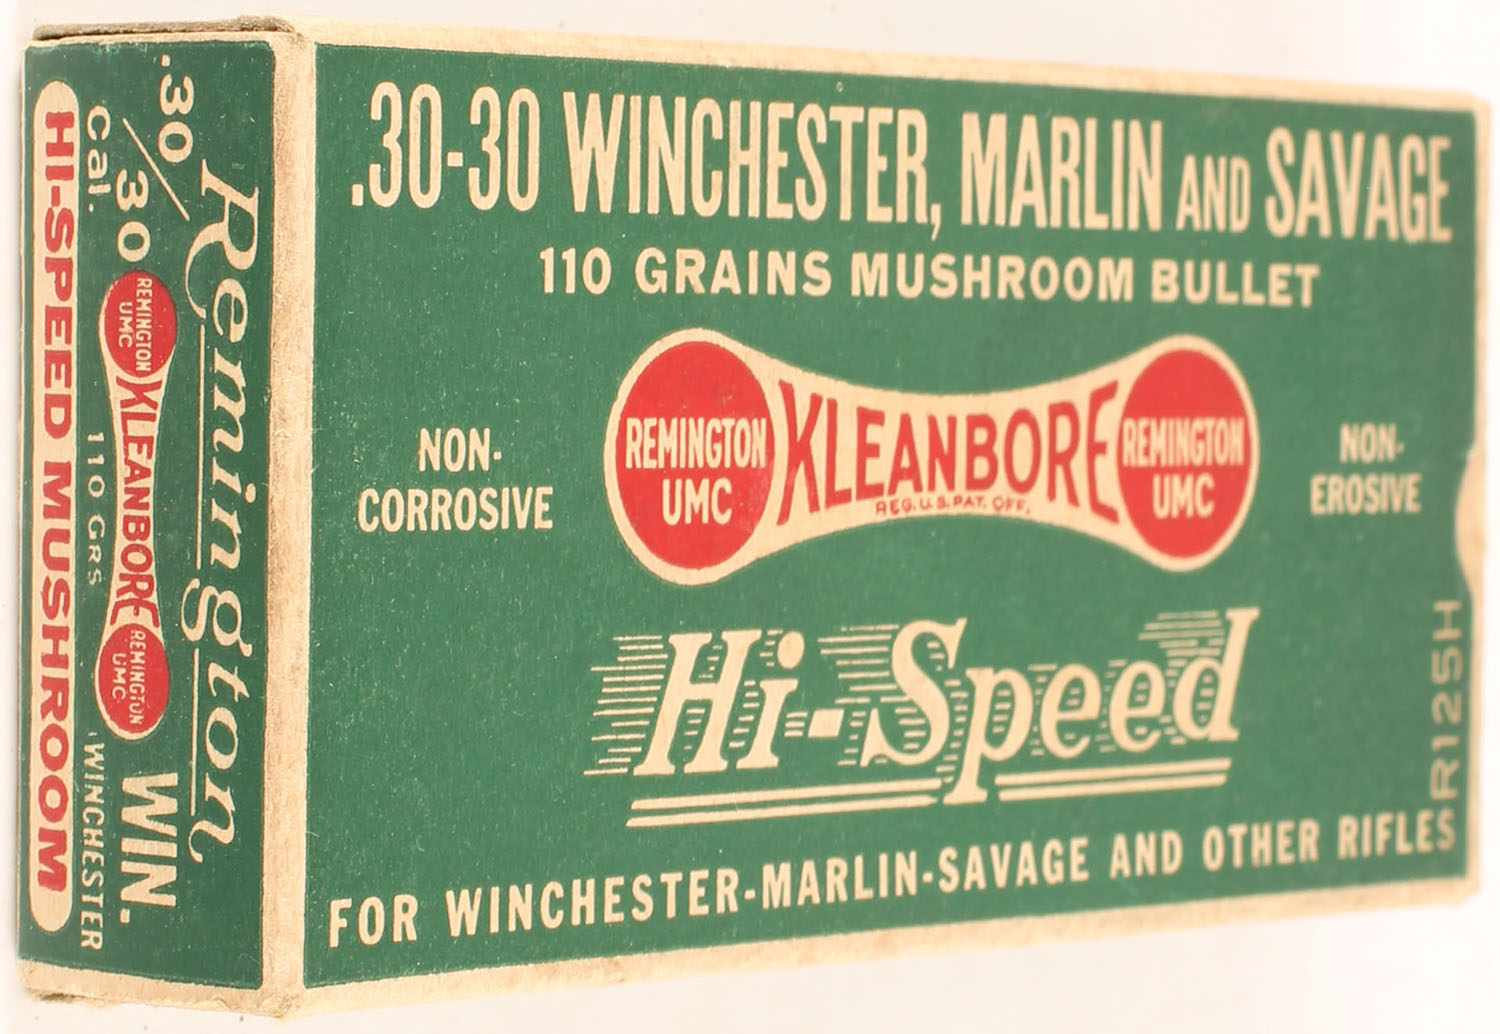 .30-30 WINCHESTER, MARLIN AND SAVAGE
110 GRAINS MUSHROOM BULLET
NON-
CORROSIVE
REMINGTON
UMC
KLEANBORE
REG. U.S. PAT. OFF.
REMINGTON
UMC
NON-
EROSIVE
Hi-Speed
FOR WINCHESTER-MARLIN-SAVAGE AND OTHER RIFLES
R125H
Remington
.30/30
REMINGTON
UMC
KLEANBORE
REMINGTON
UMC
WIN.
Cal.
110 GRS
WINCHESTER
HI-SPEED MUSHROOM